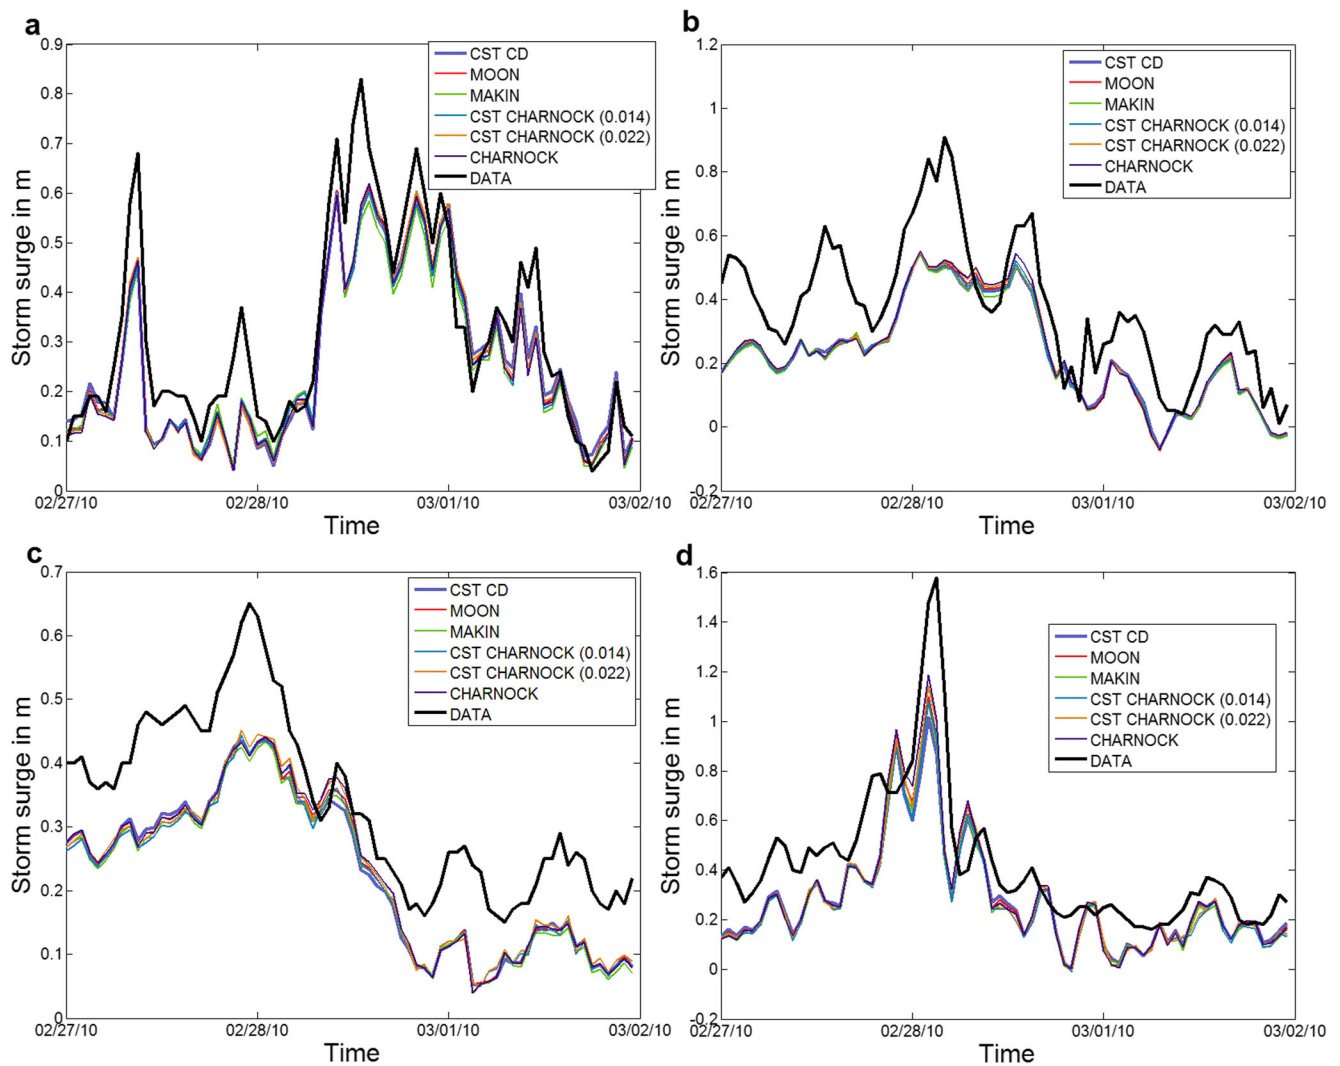 a
Storm surge in m
0.9
0.8
0.7
0.6
0.5
0.4
0.3
0.2
0.1
0
CST CD
MOON
MAKIN
CST CHARNOCK (0.014)
CST CHARNOCK (0.022)
CHARNOCK
DATA
02/27/10 02/28/10 03/01/10 03/02/10
Time
b
Storm surge in m
1.2
1
0.8
0.6
0.4
0.2
0
-0.2
CST CD
MOON
MAKIN
CST CHARNOCK (0.014)
CST CHARNOCK (0.022)
CHARNOCK
DATA
02/27/10 02/28/10 03/01/10 03/02/10
Time
c
Storm surge in m
0.7
0.6
0.5
0.4
0.3
0.2
0.1
0
CST CD
MOON
MAKIN
CST CHARNOCK (0.014)
CST CHARNOCK (0.022)
CHARNOCK
DATA
02/27/10 02/28/10 03/01/10 03/02/10
Time
d
Storm surge in m
1.6
1.4
1.2
1
0.8
0.6
0.4
0.2
0
-0.2
CST CD
MOON
MAKIN
CST CHARNOCK (0.014)
CST CHARNOCK (0.022)
CHARNOCK
DATA
02/27/10 02/28/10 03/01/10 03/02/10
Time